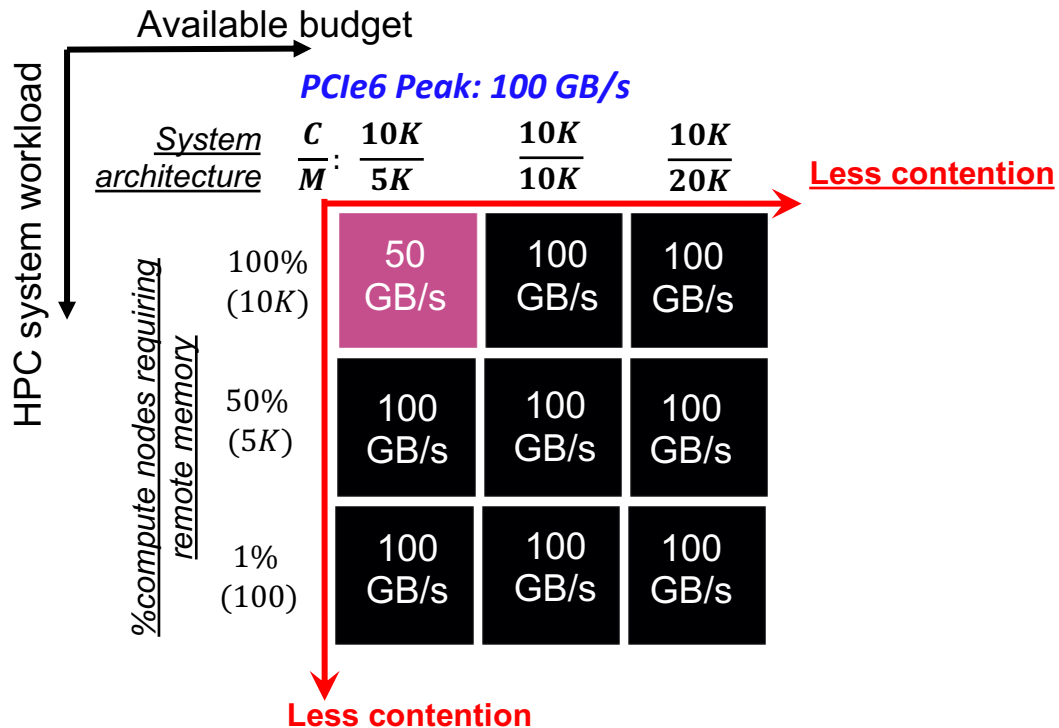 Available budget
HPC system workload
PCIe6 Peak: 100 GB/s
System
architecture
C/M : 10K/5K 10K/10K 10K/20K
Less contention
%compute nodes requiring
remote memory
100%
(10K)
50
GB/s
100
GB/s
100
GB/s
50%
(5K)
100
GB/s
100
GB/s
100
GB/s
1%
(100)
100
GB/s
100
GB/s
100
GB/s
Less contention